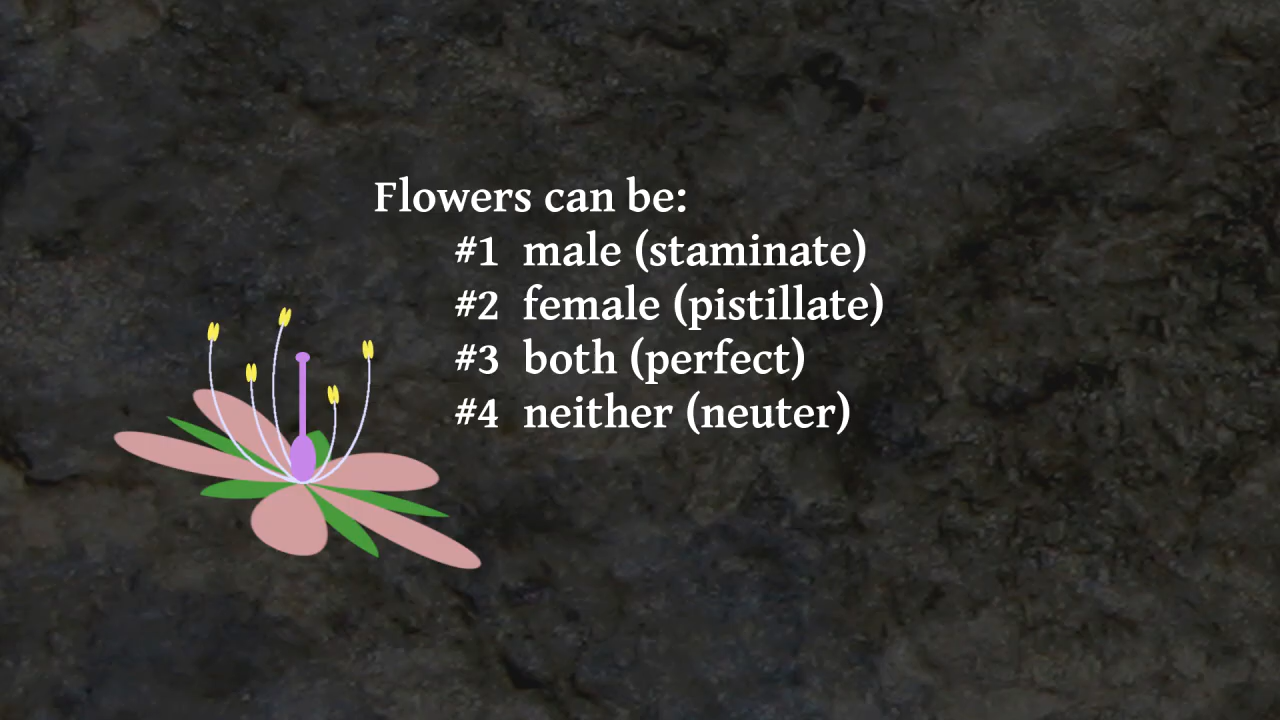 Flowers can be:
#1 male (staminate)
#2 female (pistillate)
#3 both (perfect)
#4 neither (neuter)